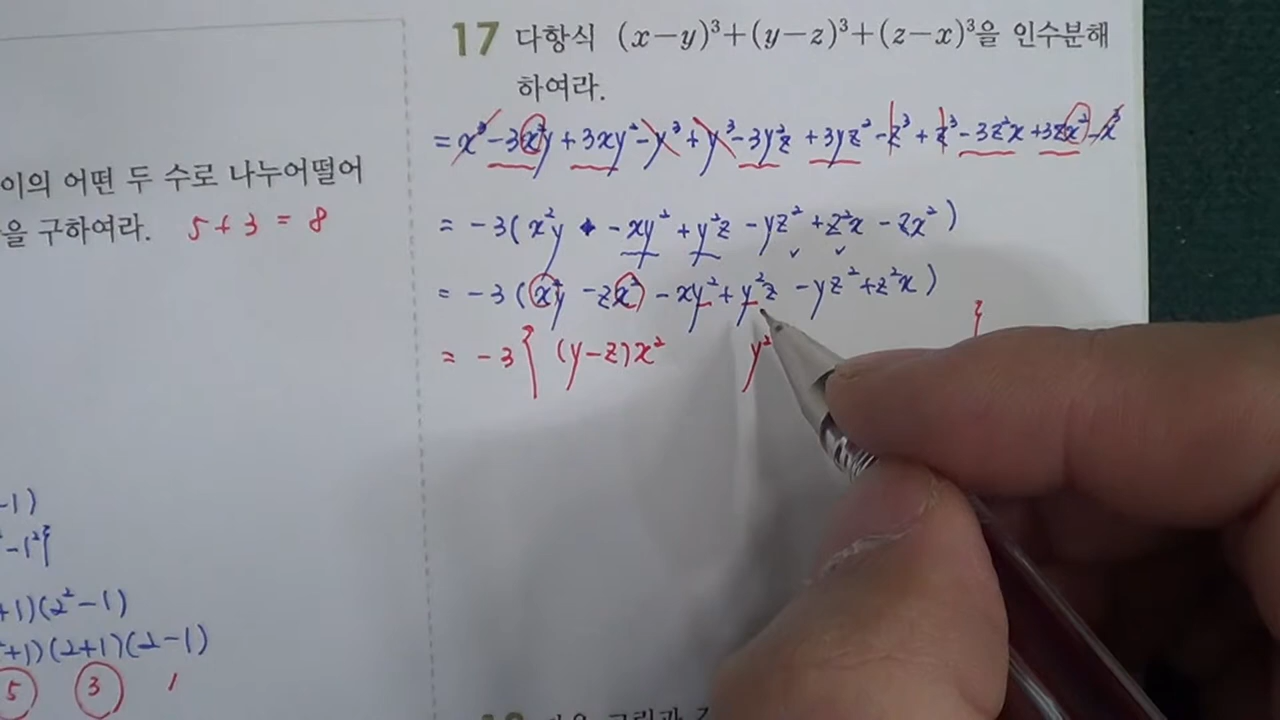 17 다항식 (x-y)³+(y-z)³+(z-x)³을 인수분해
하여라.
= x³ - 3x²y + 3xy² - y³ + y³ - 3y²z + 3yz² - z³ + z³ - 3z²x + 3zx² - x³
이의 어떤 두 수로 나누어떨어
을 구하여라. 5 + 3 = 8
= -3(x²y - xy² + y²z - yz² + z²x - zx²)
= -3(x²y - zx² - xy² + y²z - yz² + z²x)
= -3{ (y-z)x² y² }
-1)
-1²}
+1)(2²-1)
+1)(2+1)(2-1)
5 3 1